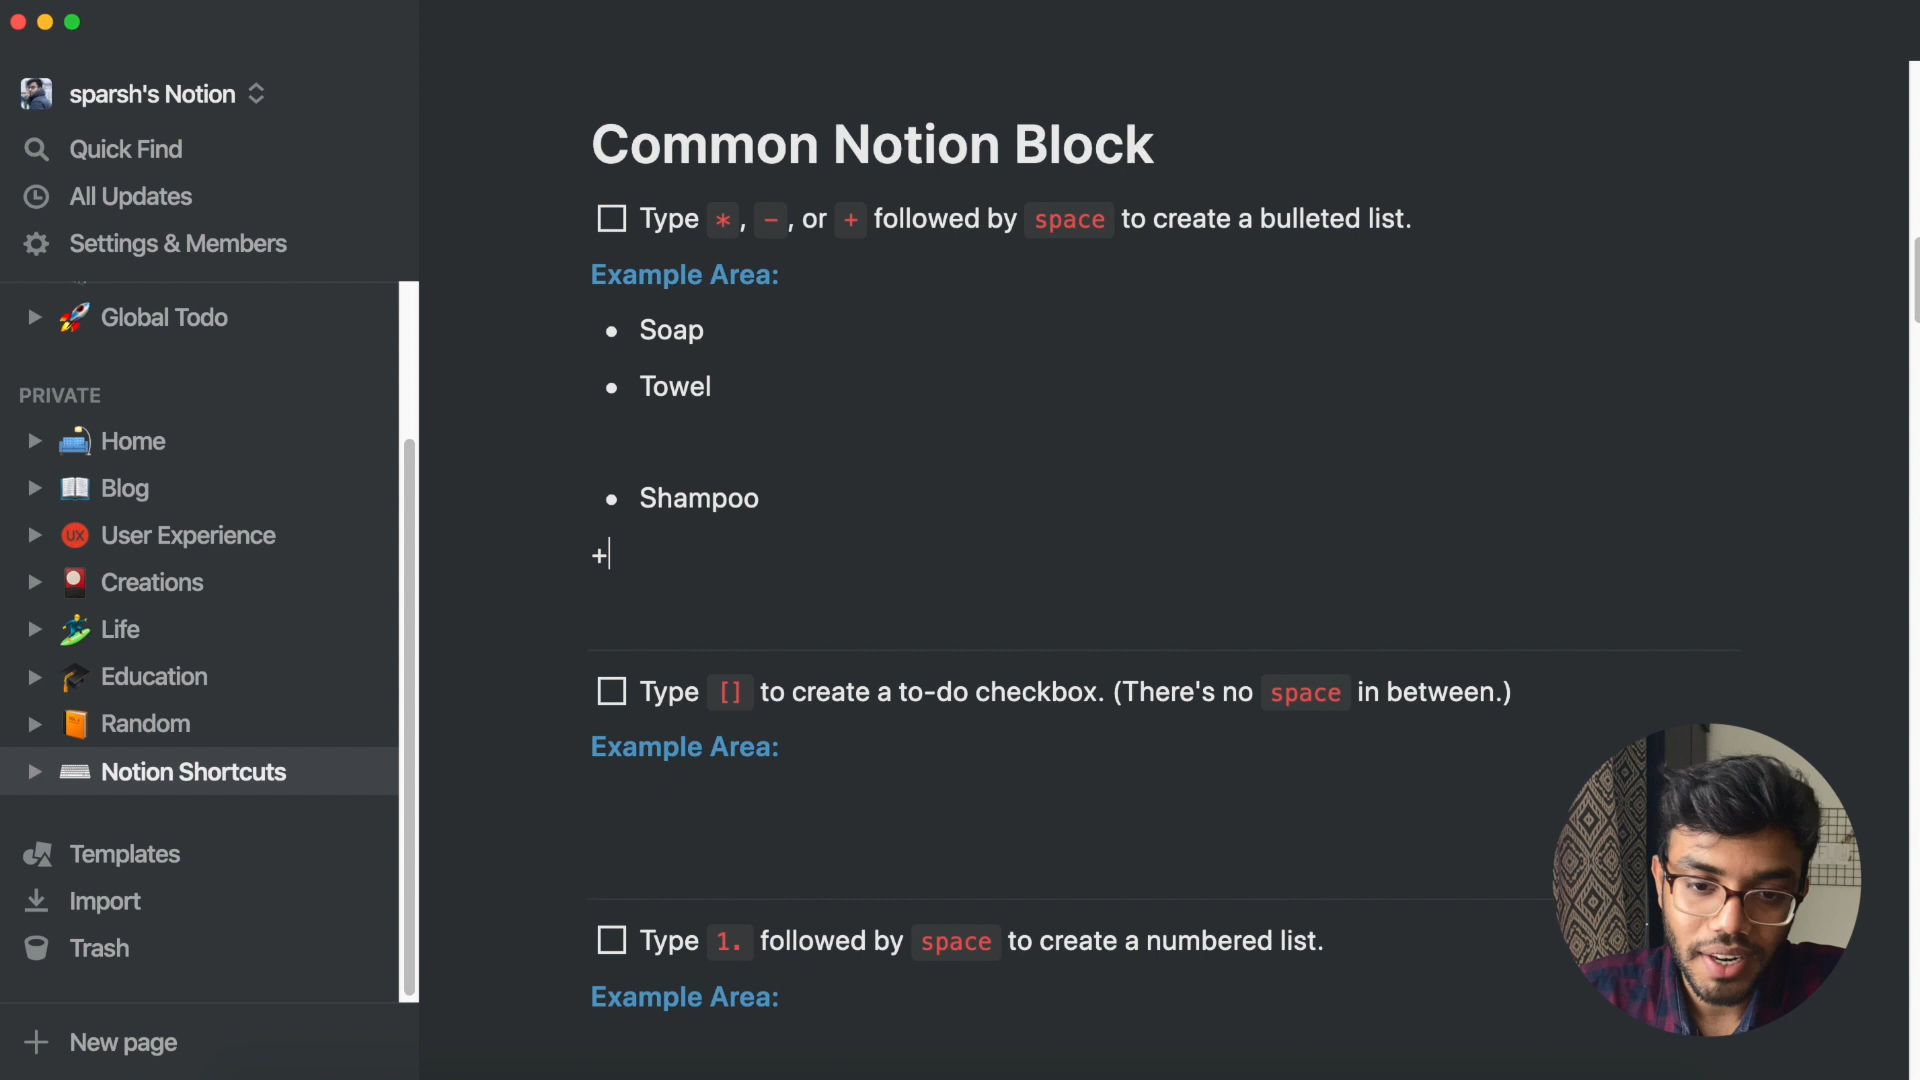 sparsh's Notion
Quick Find
All Updates
Settings & Members
Global Todo
PRIVATE
Home
Blog
UX User Experience
Creations
Life
Education
Random
Notion Shortcuts
Templates
Import
Trash
+ New page
Common Notion Block
Type *, -, or + followed by space to create a bulleted list.
Example Area:
• Soap
• Towel
• Shampoo
+
Type [] to create a to-do checkbox. (There's no space in between.)
Example Area:
Type 1. followed by space to create a numbered list.
Example Area: